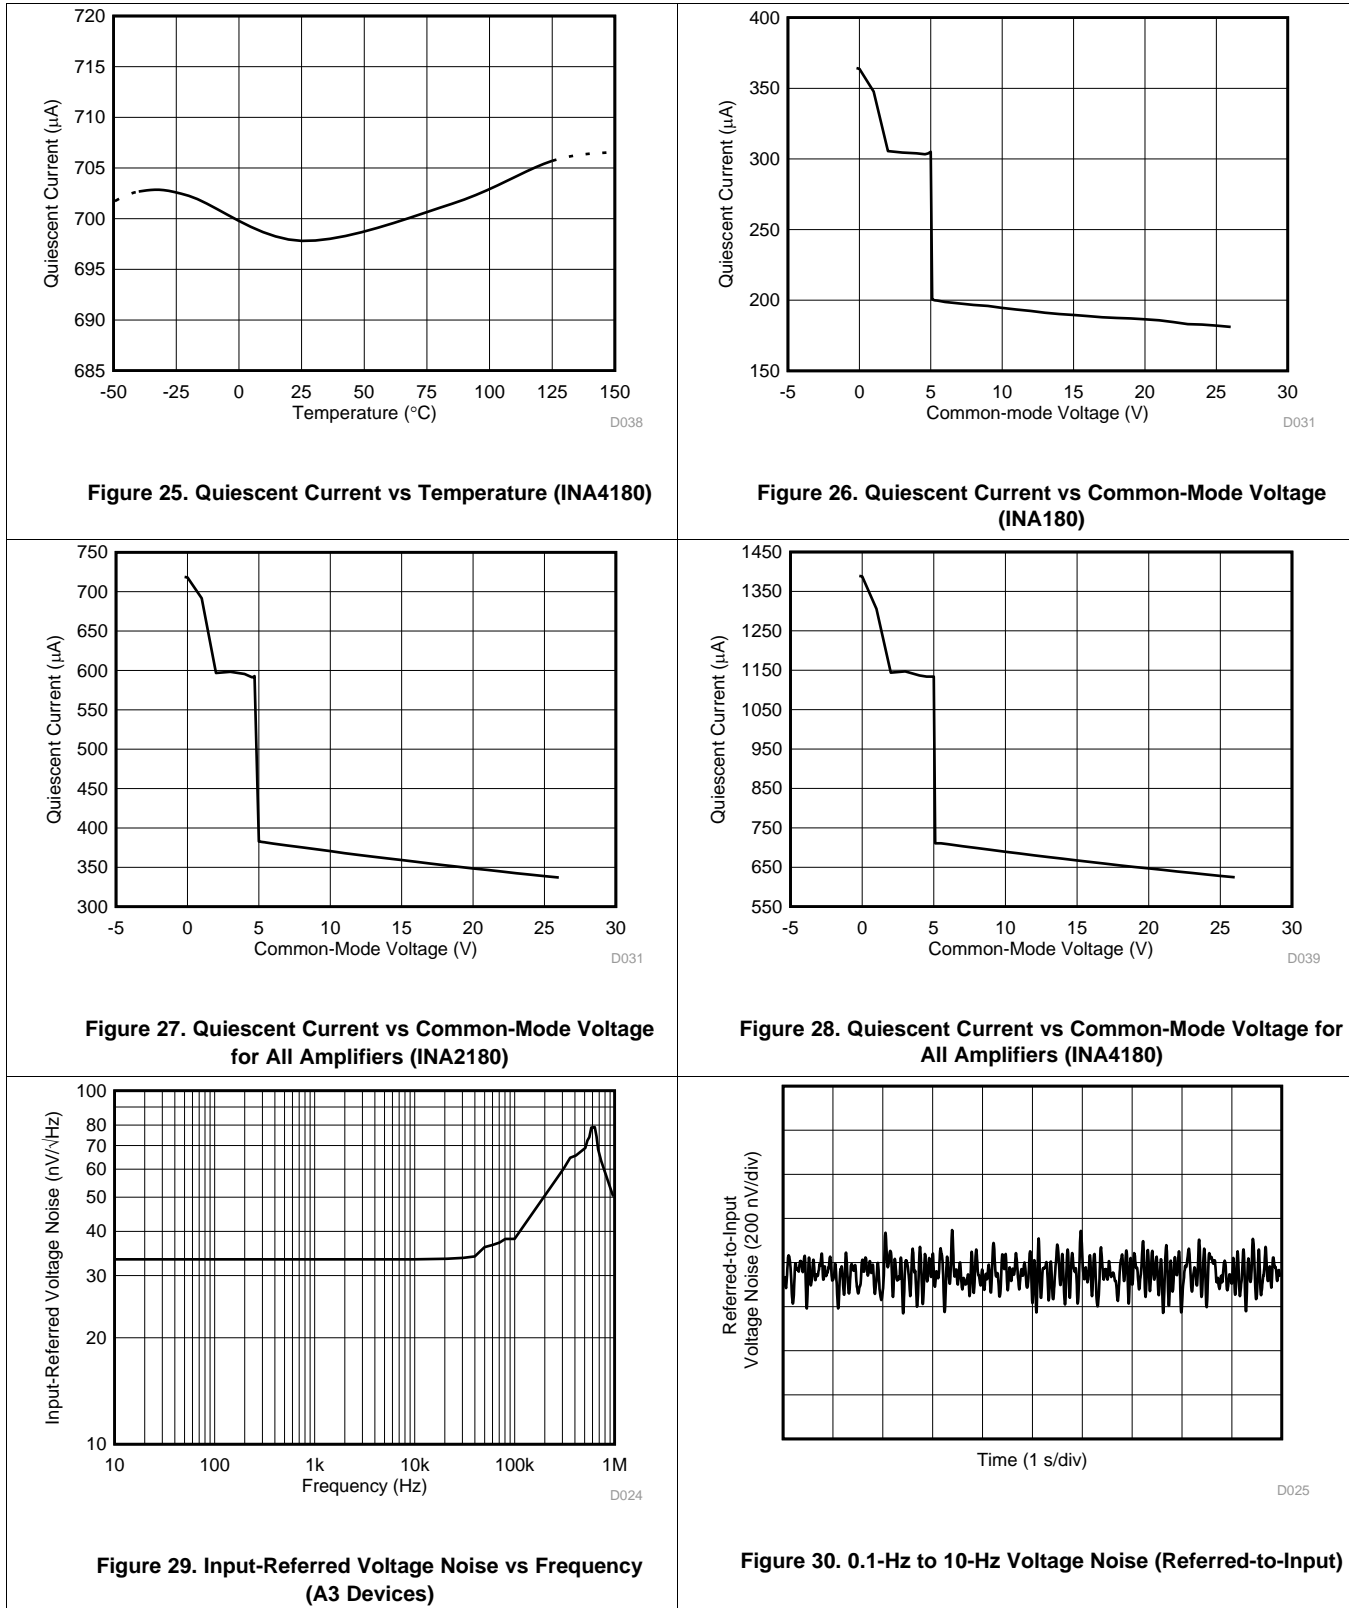 720
715
710
705
700
695
690
685
Quiescent Current (μA)
-50 -25 0 25 50 75 100 125 150
Temperature (°C)
D038
Figure 25. Quiescent Current vs Temperature (INA4180)
400
350
300
250
200
150
Quiescent Current (μA)
-5 0 5 10 15 20 25 30
Common-mode Voltage (V)
D031
Figure 26. Quiescent Current vs Common-Mode Voltage
(INA180)
750
700
650
600
550
500
450
400
350
300
Quiescent Current (μA)
-5 0 5 10 15 20 25 30
Common-Mode Voltage (V)
D031
Figure 27. Quiescent Current vs Common-Mode Voltage
for All Amplifiers (INA2180)
1450
1350
1250
1150
1050
950
850
750
650
550
Quiescent Current (μA)
-5 0 5 10 15 20 25 30
Common-Mode Voltage (V)
D039
Figure 28. Quiescent Current vs Common-Mode Voltage for
All Amplifiers (INA4180)
100
80
70
60
50
40
30
20
10
Input-Referred Voltage Noise (nV/√Hz)
10 100 1k 10k 100k 1M
Frequency (Hz)
D024
Figure 29. Input-Referred Voltage Noise vs Frequency
(A3 Devices)
Referred-to-Input
Voltage Noise (200 nV/div)
Time (1 s/div)
D025
Figure 30. 0.1-Hz to 10-Hz Voltage Noise (Referred-to-Input)